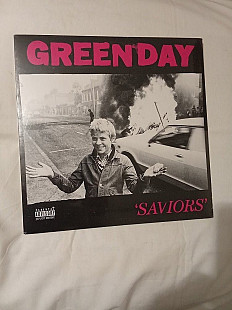 GREEN DAY
PARENTAL
ADVISORY
EXPLICIT CONTENT
'SAVIORS'